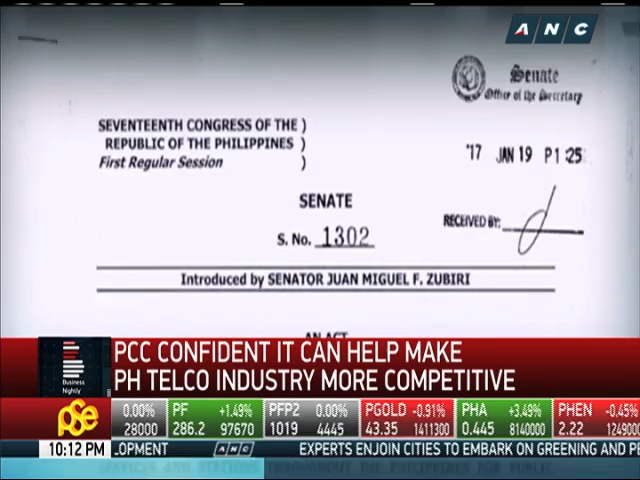 ANC
Senate
Office of the Secretary
SEVENTEENTH CONGRESS OF THE )
REPUBLIC OF THE PHILIPPINES )
First Regular Session )
'17 JAN 19 P1:25
SENATE
S. No. 1302
RECEIVED BY:
Introduced by SENATOR JUAN MIGUEL F. ZUBIRI
AN ACT
Business
Nightly
PCC CONFIDENT IT CAN HELP MAKE
PH TELCO INDUSTRY MORE COMPETITIVE
pse
0.00% PF +1.49% PFP2 0.00% PGOLD -0.91% PHA +3.49% PHEN -0.45%
28000 286.2 97670 1019 4445 43.35 1411300 0.445 8140000 2.22 1249000
10:12 PM .OPMENT ANC EXPERTS ENJOIN CITIES TO EMBARK ON GREENING AND PE